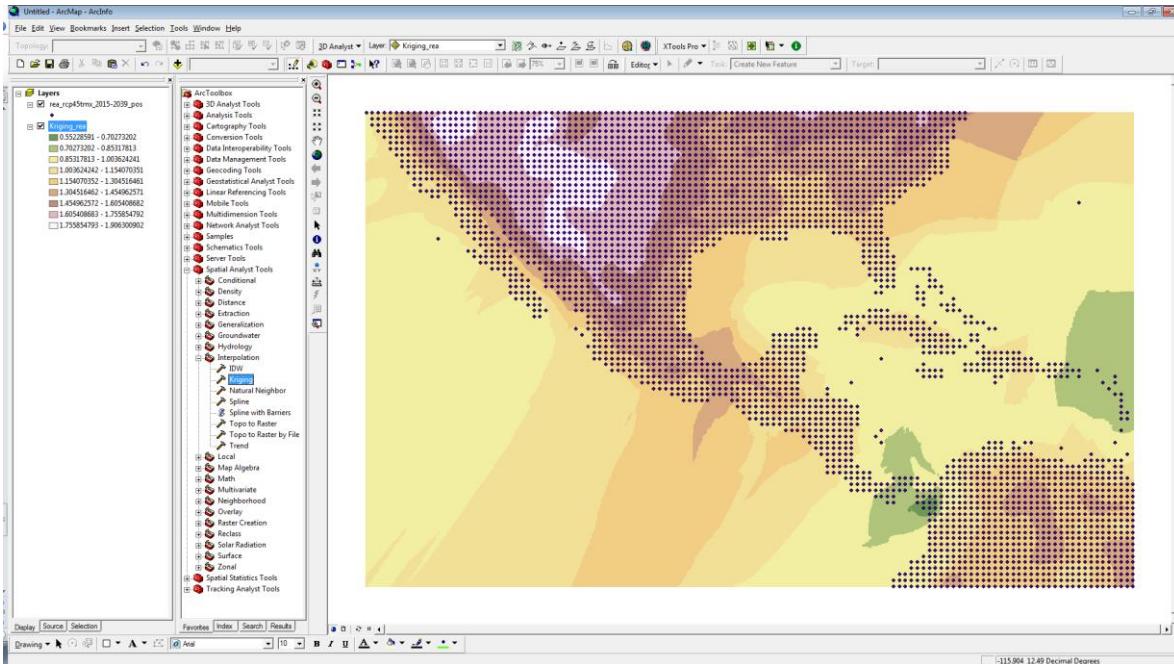 Untitled - ArcMap - ArcInfo
File Edit View Bookmarks Insert Selection Tools Window Help
Topology: 3D Analyst Layer: Kriging_rea XTools Pro
75% Editor Task: Create New Feature Target:
Layers
rea_rcp45tmx_2015-2039_pos
Kriging_rea
0.55228591 - 0.70273202
0.70273202 - 0.85317813
0.85317813 - 1.003624241
1.003624242 - 1.154070351
1.154070352 - 1.304516461
1.304516462 - 1.454962571
1.454962572 - 1.605408682
1.605408683 - 1.755854792
1.755854793 - 1.906300902
ArcToolbox
3D Analyst Tools
Analysis Tools
Cartography Tools
Conversion Tools
Data Interoperability Tools
Data Management Tools
Geocoding Tools
Geostatistical Analyst Tools
Linear Referencing Tools
Mobile Tools
Multidimension Tools
Network Analyst Tools
Samples
Schematics Tools
Server Tools
Spatial Analyst Tools
Conditional
Density
Distance
Extraction
Generalization
Groundwater
Hydrology
Interpolation
IDW
Kriging
Natural Neighbor
Spline
Spline with Barriers
Topo to Raster
Topo to Raster by File
Trend
Local
Map Algebra
Math
Multivariate
Neighborhood
Overlay
Raster Creation
Reclass
Solar Radiation
Surface
Zonal
Spatial Statistics Tools
Tracking Analyst Tools
Display Source Selection
Favorites Index Search Results
Drawing A Arial 10 B I U A
-115.904 12.49 Decimal Degrees